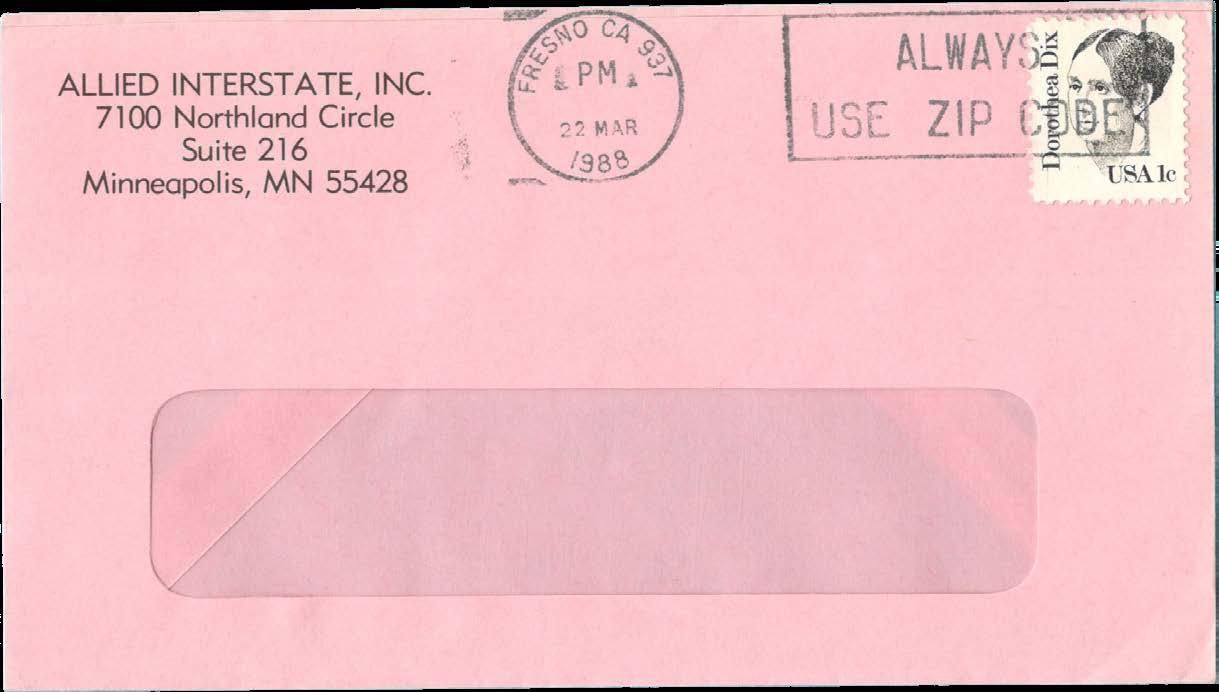 ALLIED INTERSTATE, INC.
7100 Northland Circle
Suite 216
Minneapolis, MN 55428
FRESNO CA 937
PM
22 MAR
1988
ALWAYS
USE ZIP CODE
Dorothea Dix
USA 1c